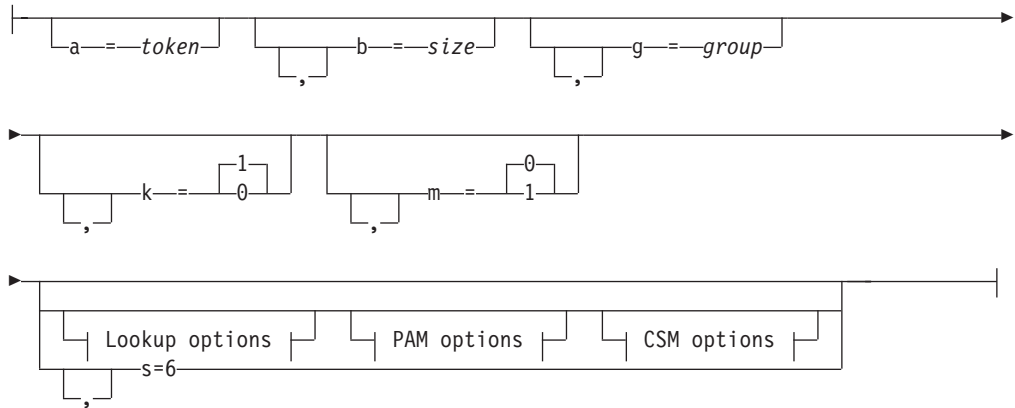 a = token b = size g = group
, ,
1 0
k = 0 m = 1
, ,
Lookup options PAM options CSM options
s=6
,